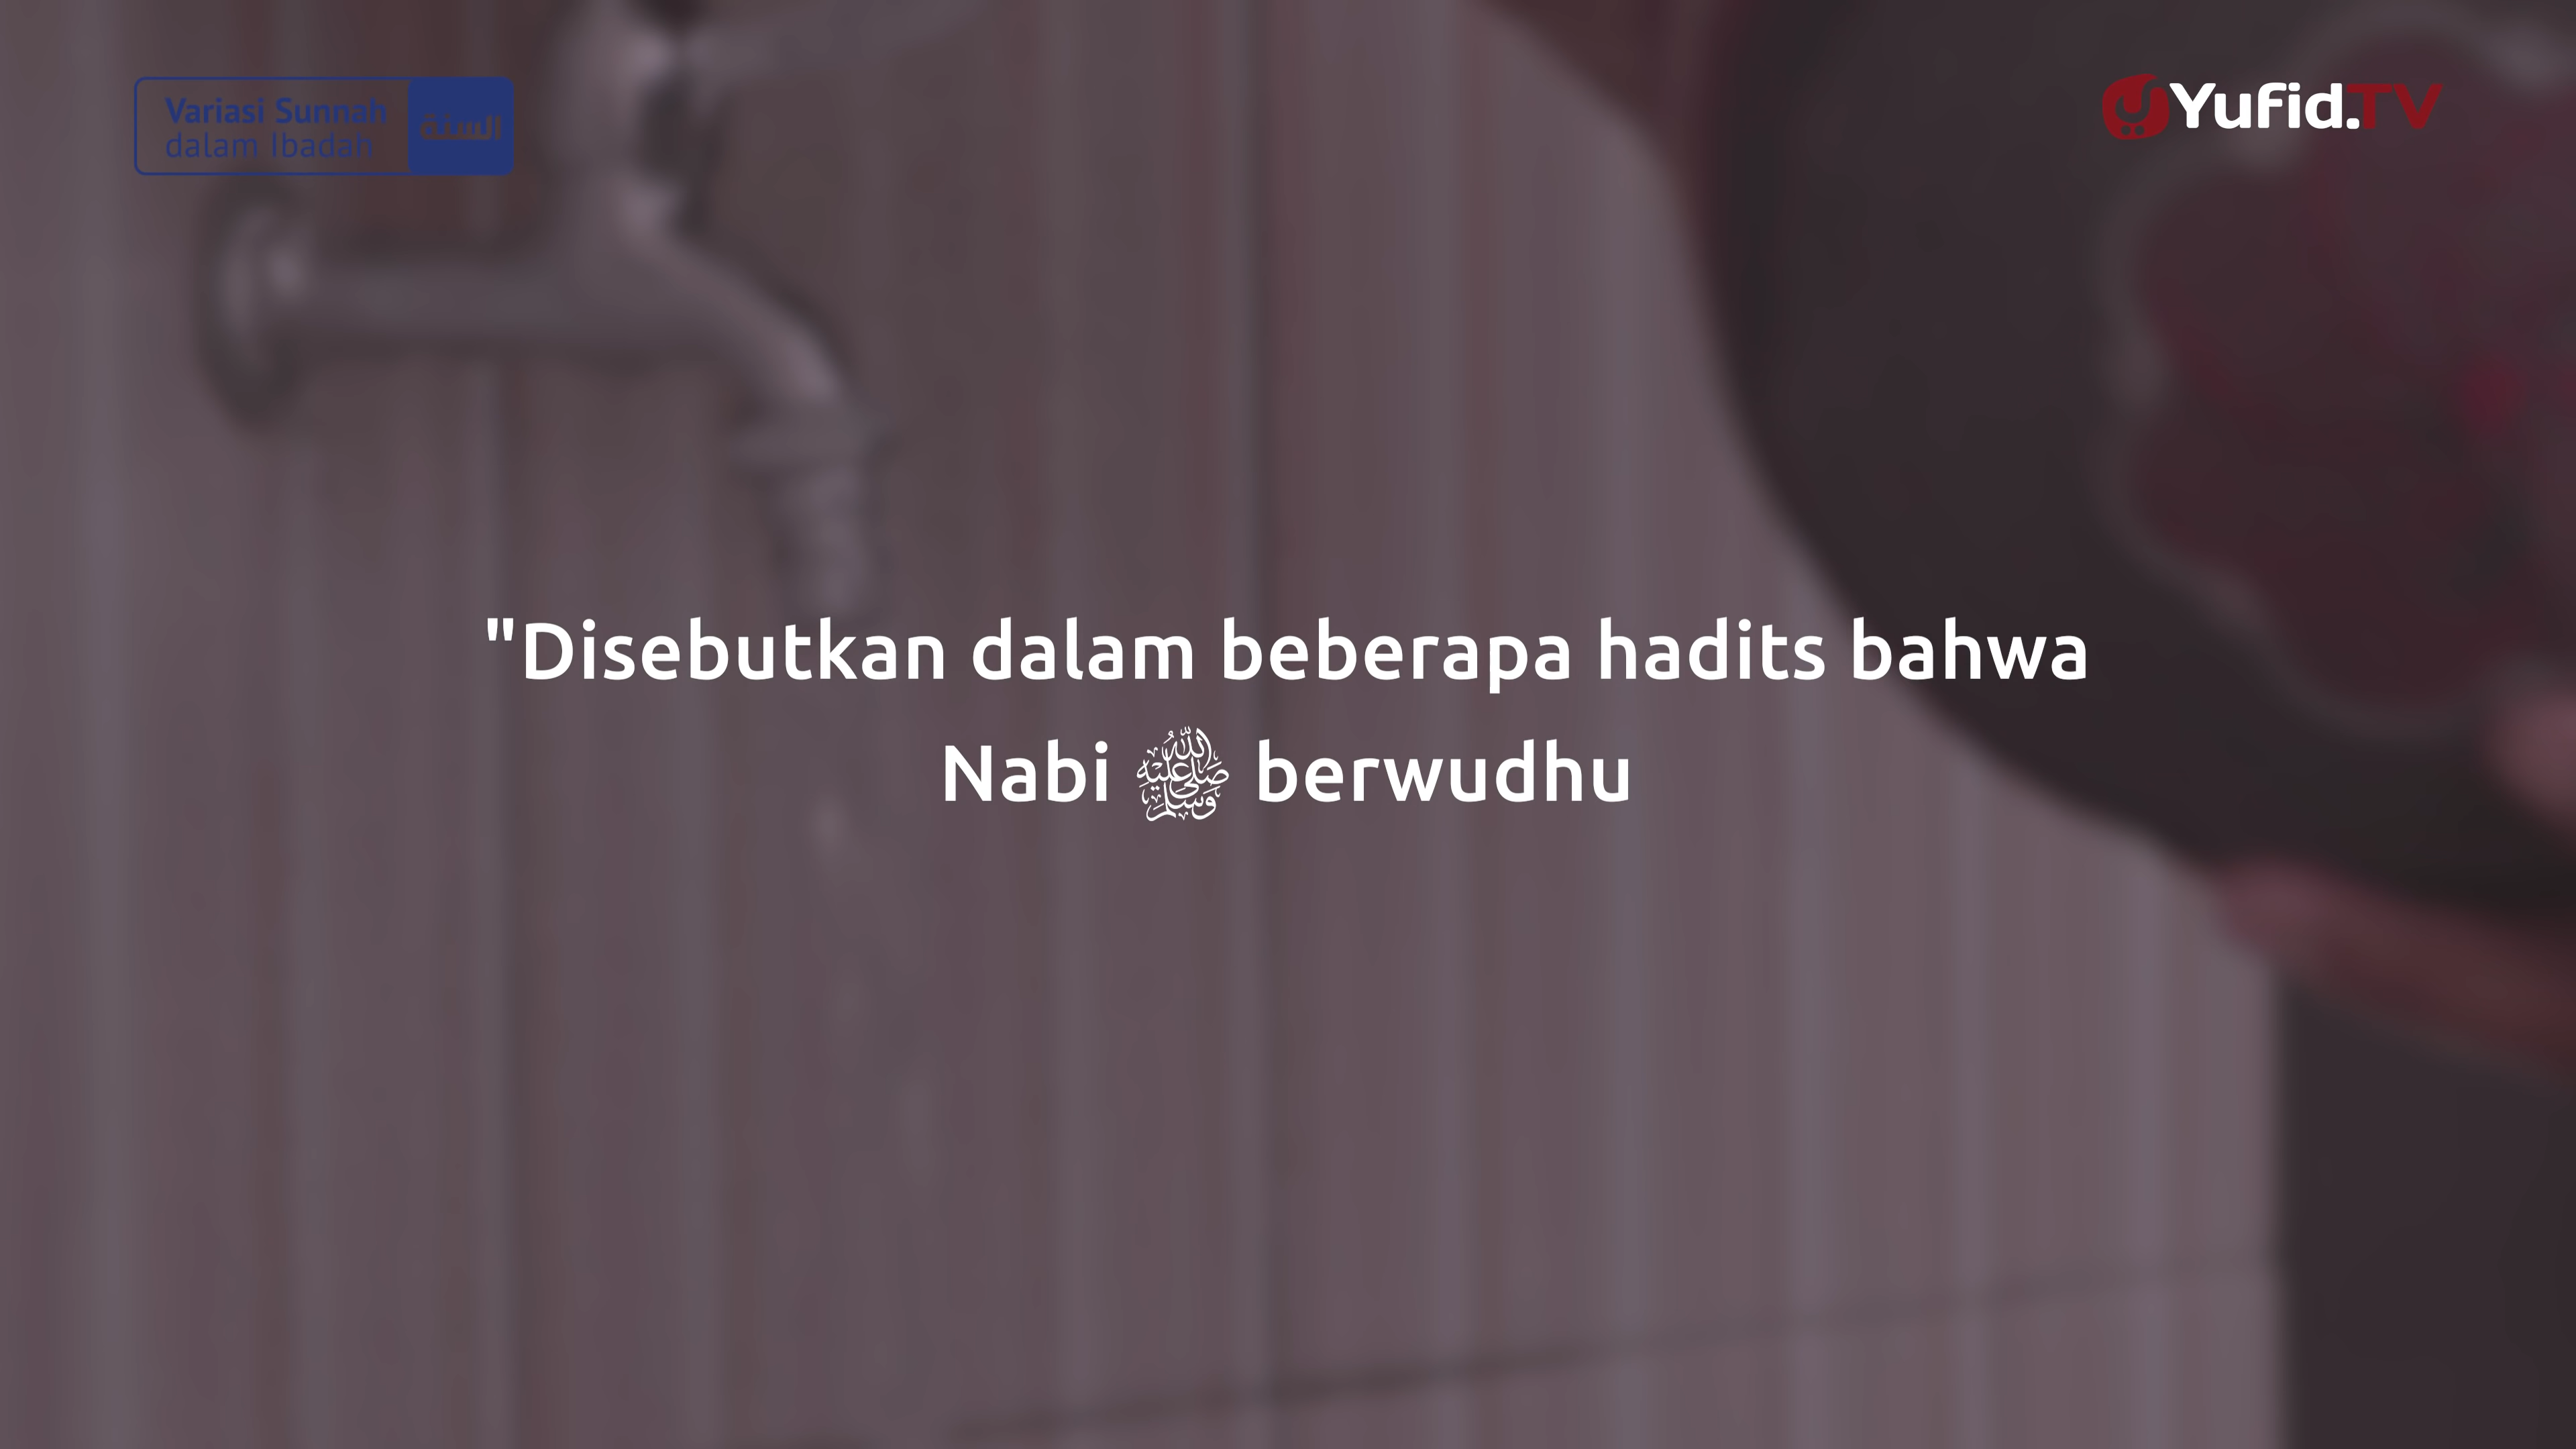 Variasi Sunnah
dalam Ibadah
السنة
Yufid.TV
"Disebutkan dalam beberapa hadits bahwa
Nabi ﷺ berwudhu